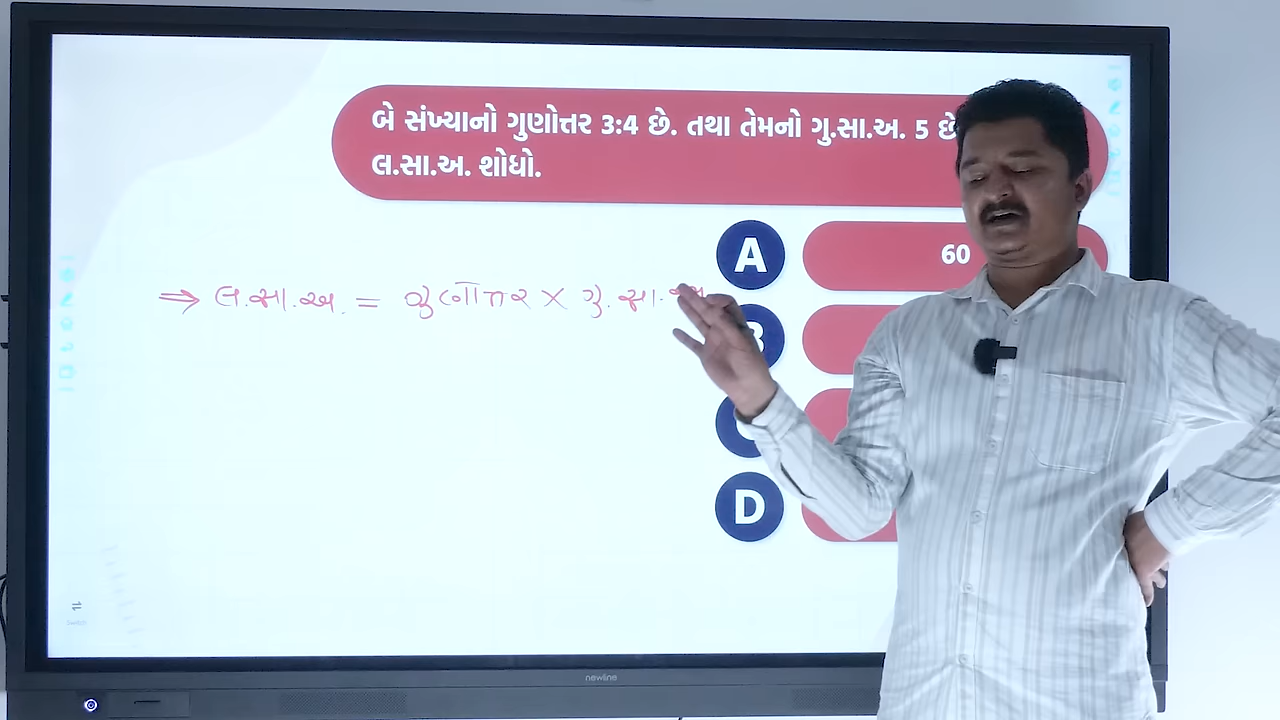 બે સંખ્યાનો ગુણોત્તર 3:4 છે. તથા તેમનો ગુ.સા.અ. 5 છે
લ.સા.અ. શોધો.
A
60
⇒ લ.સા.અ. = ગુણોત્તર × ગુ.સા.અ
B
D
newline